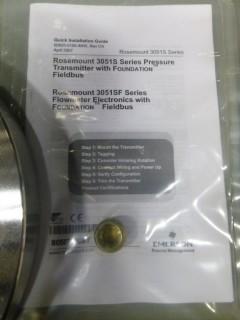 Quick Installation Guide
April 2007
Rosemount 3051S Series
Rosemount 3051S Series Pressure
Transmitter with FOUNDATION
Fieldbus
Rosemount 3051SF Series
Flowmeter Electronics with
FOUNDATION Fieldbus
Step 1: Mount the Transmitter
Step 2: Tagging
Step 3: Consider Housing Rotation
Step 4: Connect Wiring and Power Up
Step 5: Verify Configuration
Step 6: Trim the Transmitter
Product Certifications
EMERSON
Process Management